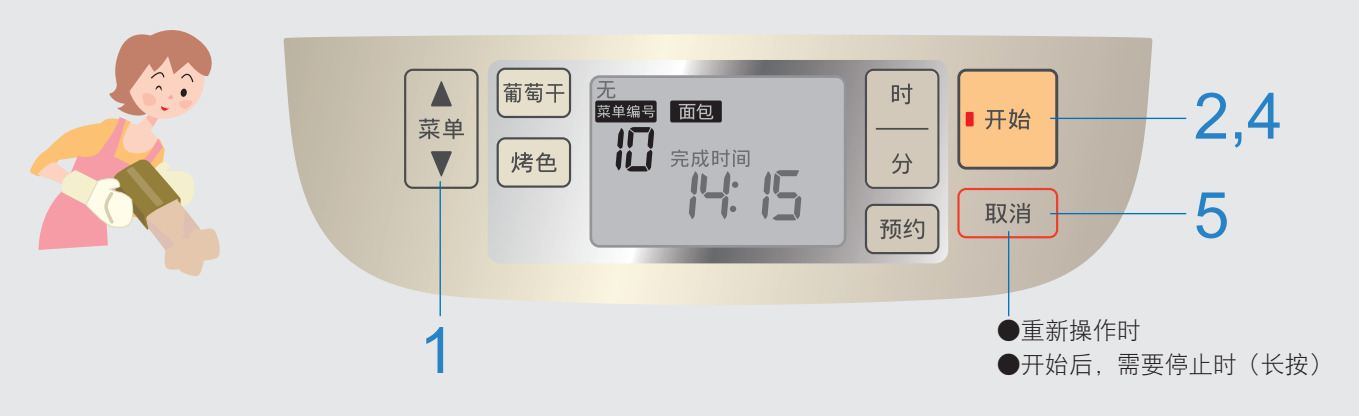 ▲
菜单
▼
葡萄干
烤色
无
菜单编号 面包
10
完成时间
14:15
时
分
预约
开始
取消
2,4
5
1
●重新操作时
●开始后，需要停止时（长按）